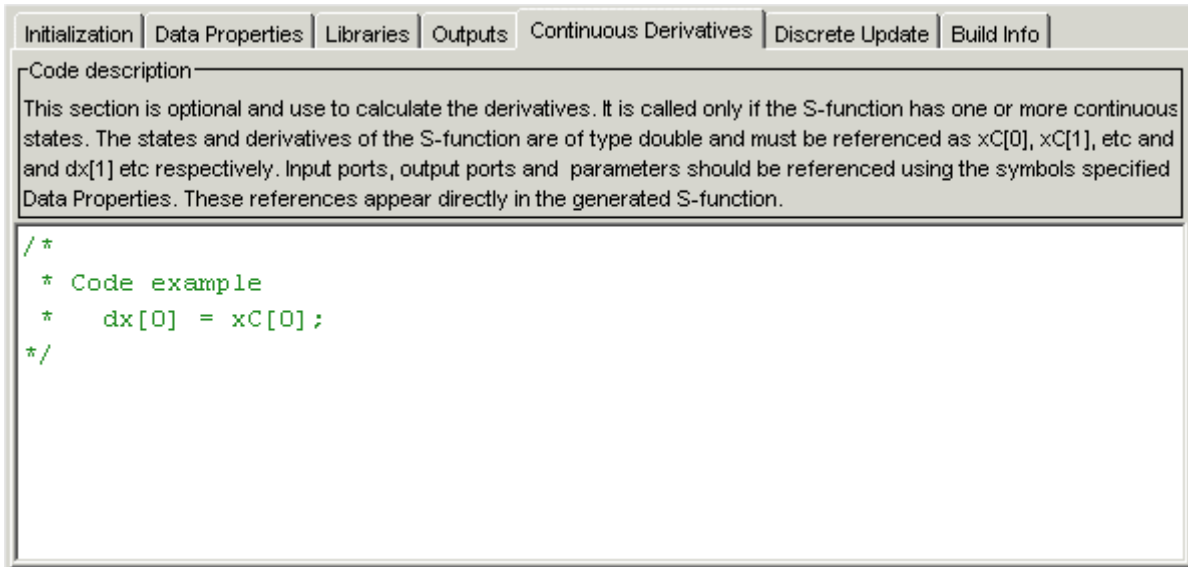 Initialization Data Properties Libraries Outputs Continuous Derivatives Discrete Update Build Info
Code description
This section is optional and use to calculate the derivatives. It is called only if the S-function has one or more continuous
states. The states and derivatives of the S-function are of type double and must be referenced as xC[0], xC[1], etc and
and dx[1] etc respectively. Input ports, output ports and parameters should be referenced using the symbols specified
Data Properties. These references appear directly in the generated S-function.
/*
* Code example
* dx[0] = xC[0];
*/